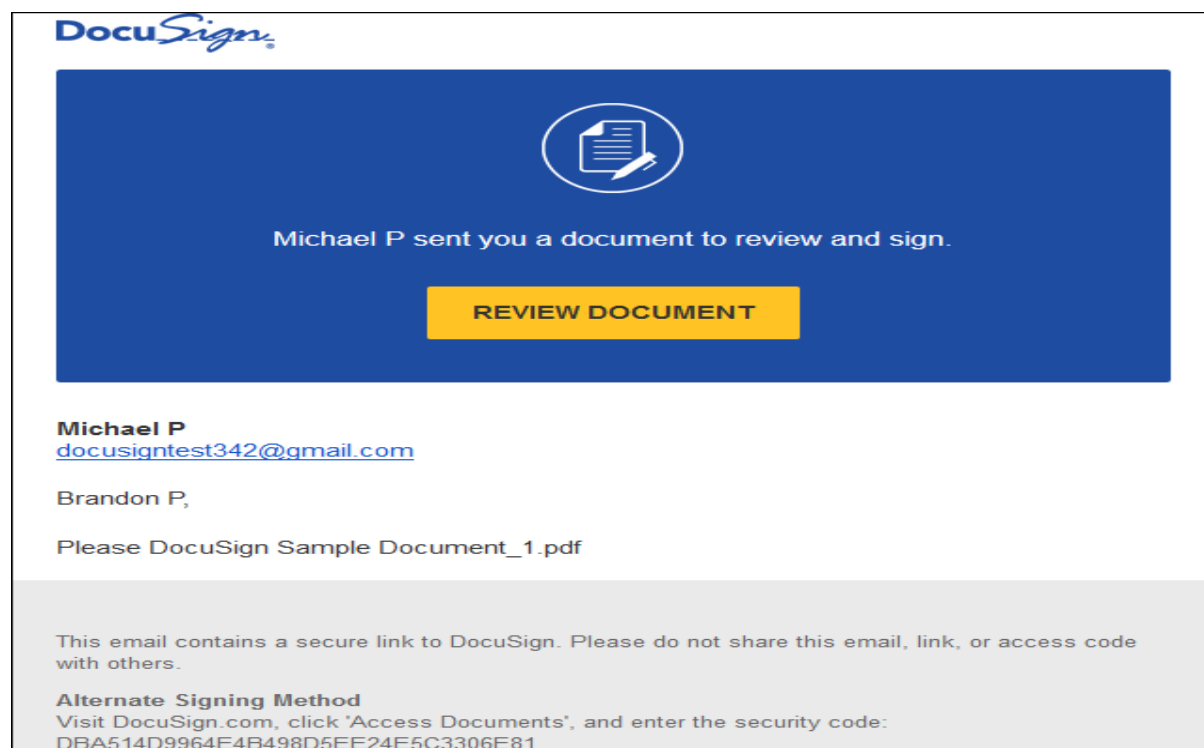 DocuSign
Michael P sent you a document to review and sign.
REVIEW DOCUMENT
Michael P
docusigntest342@gmail.com
Brandon P,
Please DocuSign Sample Document_1.pdf
This email contains a secure link to DocuSign. Please do not share this email, link, or access code
with others.
Alternate Signing Method
Visit DocuSign.com, click 'Access Documents', and enter the security code:
DBA514D9964E4B498D5EE24E5C3306E81